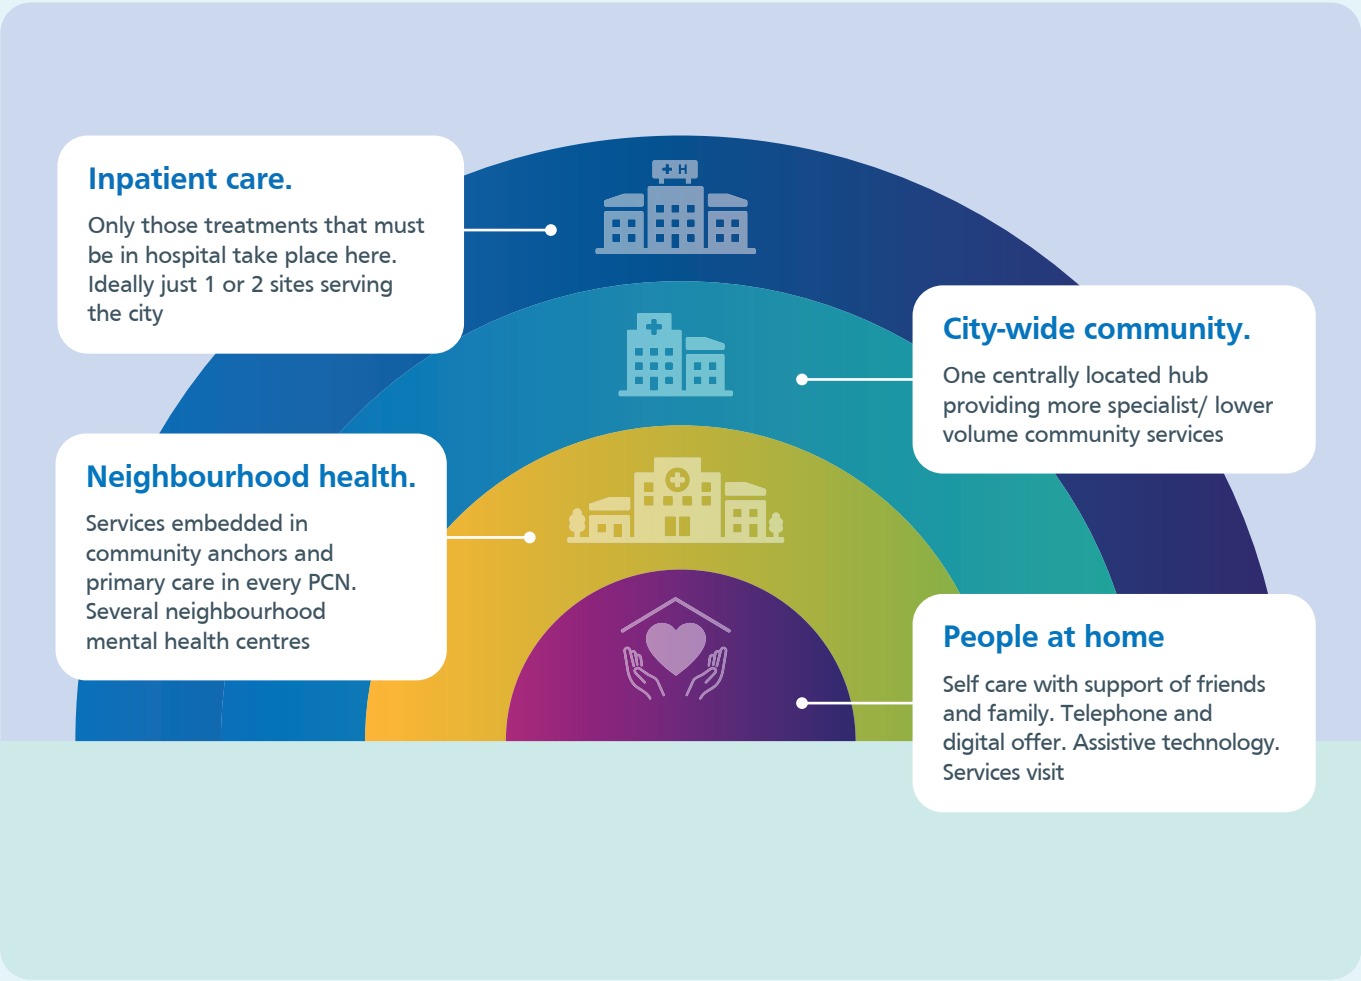 H
Inpatient care.
Only those treatments that must
be in hospital take place here.
Ideally just 1 or 2 sites serving
the city
City-wide community.
One centrally located hub
providing more specialist/ lower
volume community services
Neighbourhood health.
Services embedded in
community anchors and
primary care in every PCN.
Several neighbourhood
mental health centres
People at home
Self care with support of friends
and family. Telephone and
digital offer. Assistive technology.
Services visit